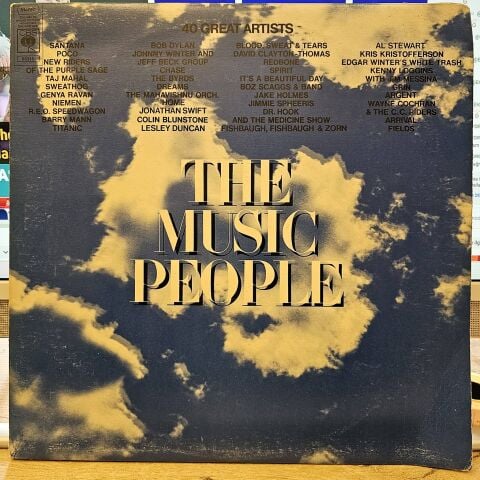 40 GREAT ARTISTS
SANTANA
POCO
NEW RIDERS
OF THE PURPLE SAGE
TAJ MAHAL
SWEATHOG
GENYA RAVAN
NIEMEN
R.E.O. SPEEDWAGON
BARRY MANN
TITANIC
BOB DYLAN
JOHNNY WINTER AND
JEFF BECK GROUP
CHASE
THE BYRDS
DREAMS
THE MAHAVISHNU ORCH.
HOME
JONATHAN SWIFT
COLIN BLUNSTONE
LESLEY DUNCAN
BLOOD, SWEAT & TEARS
DAVID CLAYTON-THOMAS
REDBONE
SPIRIT
IT'S A BEAUTIFUL DAY
BOZ SCAGGS & BAND
JAKE HOLMES
JIMMIE SPHEERIS
DR. HOOK
AND THE MEDICINE SHOW
FISHBAUGH, FISHBAUGH & ZORN
AL STEWART
KRIS KRISTOFFERSON
EDGAR WINTER'S WHITE TRASH
KENNY LOGGINS
WITH JIM MESSINA
GRIN
ARGENT
WAYNE COCHRAN
& THE C.C. RIDERS
ARRIVAL
FIELDS
THE
MUSIC
PEOPLE